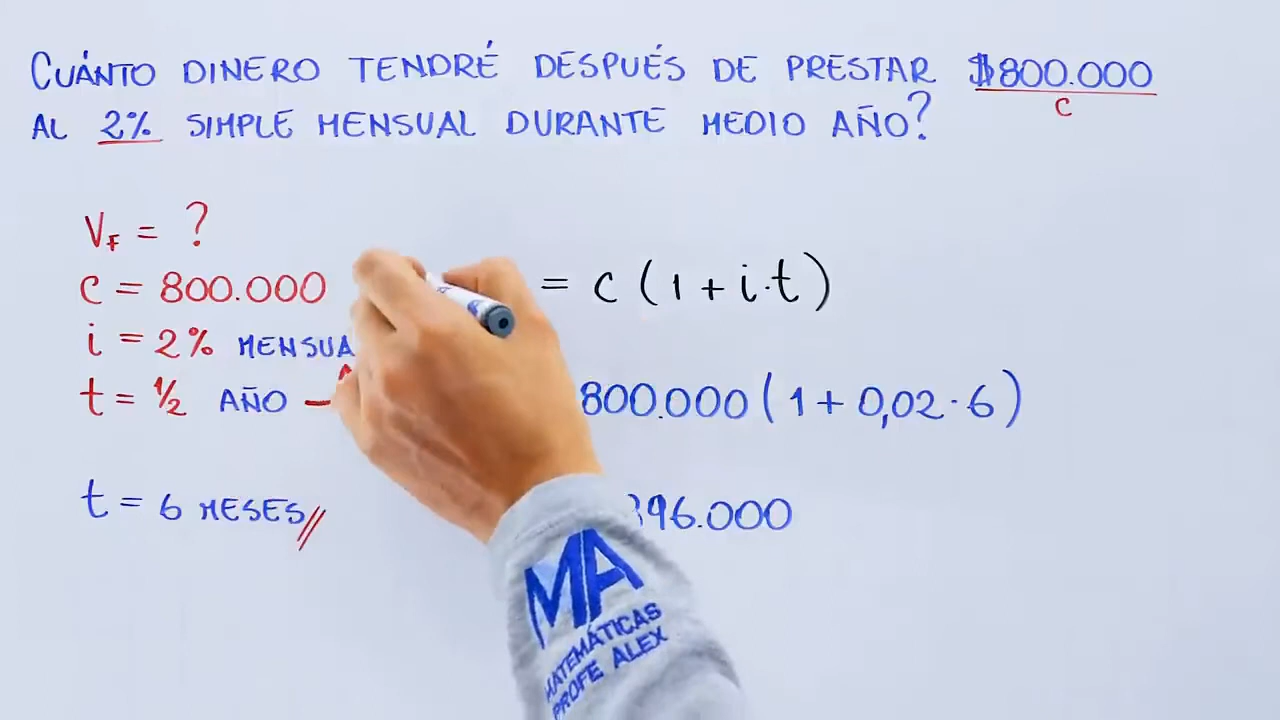 CUÁNTO DINERO TENDRÉ DESPUÉS DE PRESTAR $800.000
C
AL 2% SIMPLE MENSUAL DURANTE MEDIO AÑO?
VF = ?
C = 800.000
= C (1 + i·t)
i = 2% MENSUA
t = 1/2 AÑO
800.000 (1 + 0,02 · 6)
t = 6 MESES //
896.000
MA
MATEMÁTICAS
PROFE ALEX